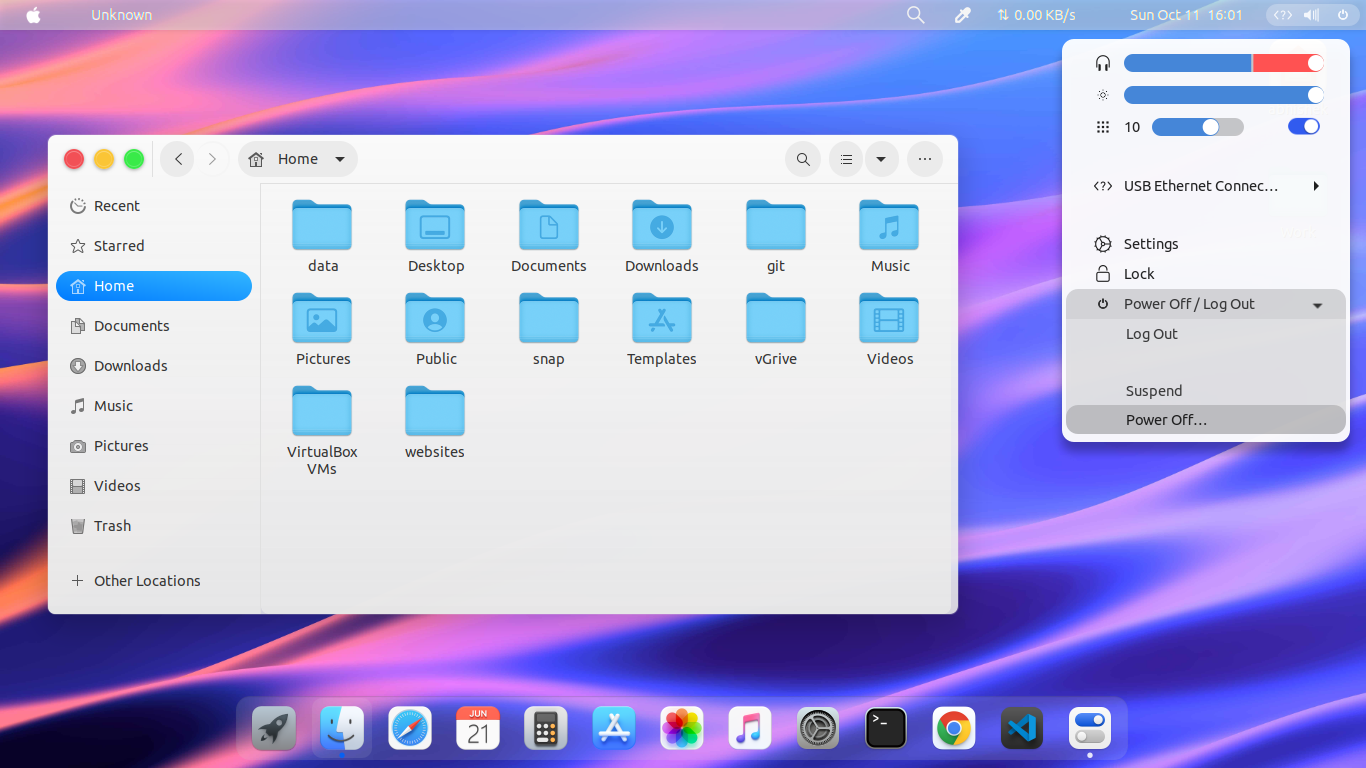 Unknown
0.00 KB/s
Sun Oct 11 16:01
<?>
10
<?> USB Ethernet Connec...
Settings
Lock
Power Off / Log Out
Log Out
Suspend
Power Off...
Home
Recent
Starred
Home
Documents
Downloads
Music
Pictures
Videos
Trash
Other Locations
data
Desktop
Documents
Downloads
git
Music
Pictures
Public
snap
Templates
vGrive
Videos
VirtualBox
VMs
websites
JUN
21
>_